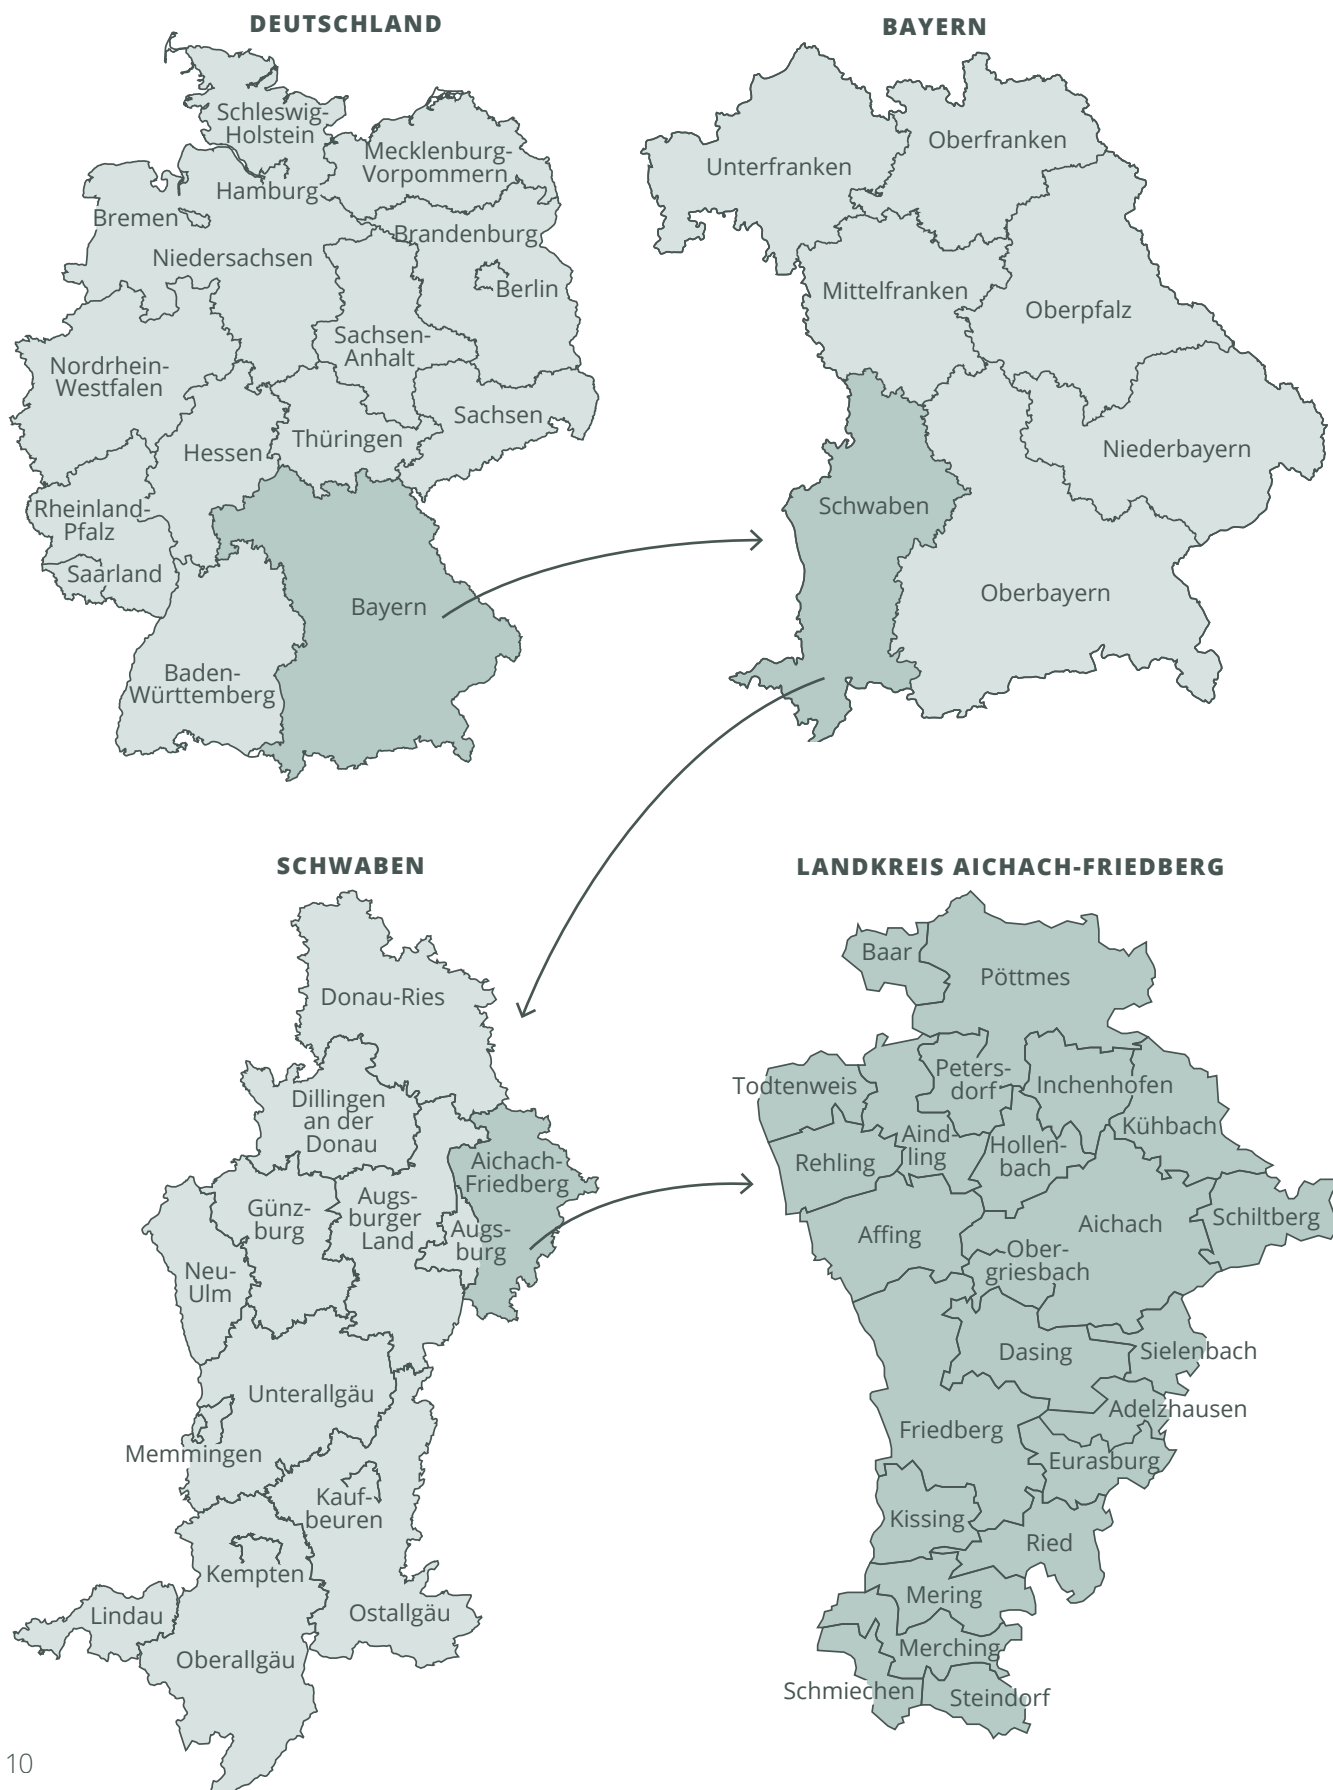 DEUTSCHLAND
Schleswig-
Holstein
Mecklenburg-
Vorpommern
Hamburg
Bremen
Brandenburg
Niedersachsen
Berlin
Sachsen-
Anhalt
Nordrhein-
Westfalen
Sachsen
Thüringen
Hessen
Rheinland-
Pfalz
Saarland
Bayern
Baden-
Württemberg
BAYERN
Oberfranken
Unterfranken
Mittelfranken
Oberpfalz
Niederbayern
Schwaben
Oberbayern
SCHWABEN
Donau-Ries
Dillingen
an der
Donau
Aichach-
Friedberg
Augs-
burger
Land
Günz-
burg
Augs-
burg
Neu-
Ulm
Unterallgäu
Memmingen
Kauf-
beuren
Kempten
Lindau
Ostallgäu
Oberallgäu
LANDKREIS AICHACH-FRIEDBERG
Baar
Pöttmes
Todtenweis
Peters-
dorf
Inchenhofen
Kühbach
Aind-
ling
Hollen-
bach
Rehling
Affing
Aichach
Schiltberg
Ober-
griesbach
Dasing
Sielenbach
Adelzhausen
Friedberg
Eurasburg
Kissing
Ried
Mering
Merching
Schmiechen
Steindorf
10